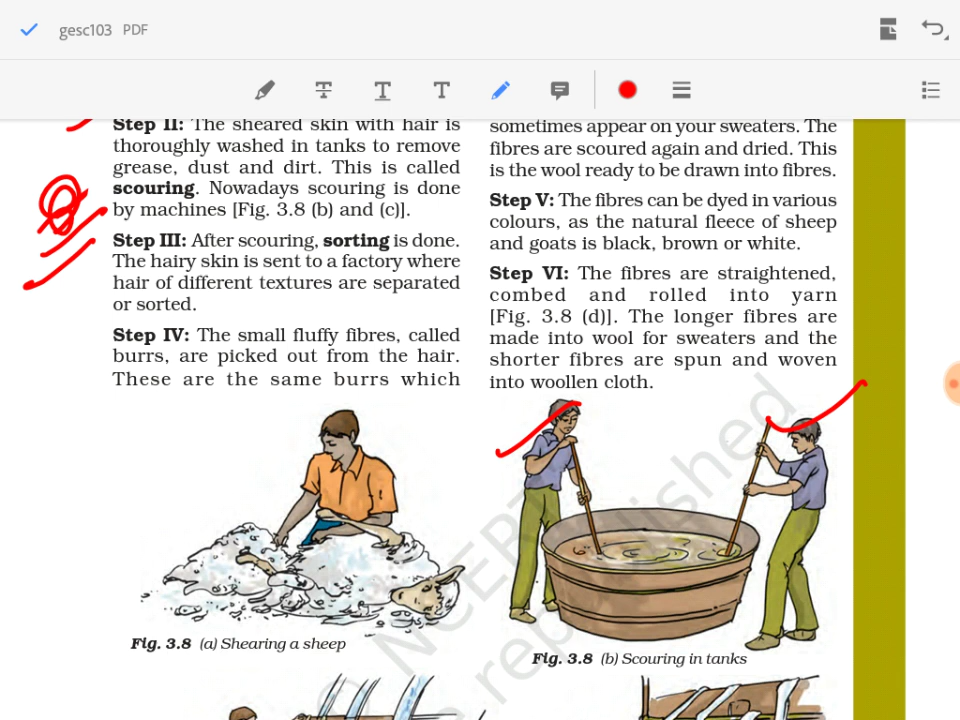 gesc103 PDF
Step II: The sheared skin with hair is
thoroughly washed in tanks to remove
grease, dust and dirt. This is called
scouring. Nowadays scouring is done
by machines [Fig. 3.8 (b) and (c)].
Step III: After scouring, sorting is done.
The hairy skin is sent to a factory where
hair of different textures are separated
or sorted.
Step IV: The small fluffy fibres, called
burrs, are picked out from the hair.
These are the same burrs which
sometimes appear on your sweaters. The
fibres are scoured again and dried. This
is the wool ready to be drawn into fibres.
Step V: The fibres can be dyed in various
colours, as the natural fleece of sheep
and goats is black, brown or white.
Step VI: The fibres are straightened,
combed and rolled into yarn
[Fig. 3.8 (d)]. The longer fibres are
made into wool for sweaters and the
shorter fibres are spun and woven
into woollen cloth.
Fig. 3.8 (a) Shearing a sheep
Fig. 3.8 (b) Scouring in tanks
© NCERT